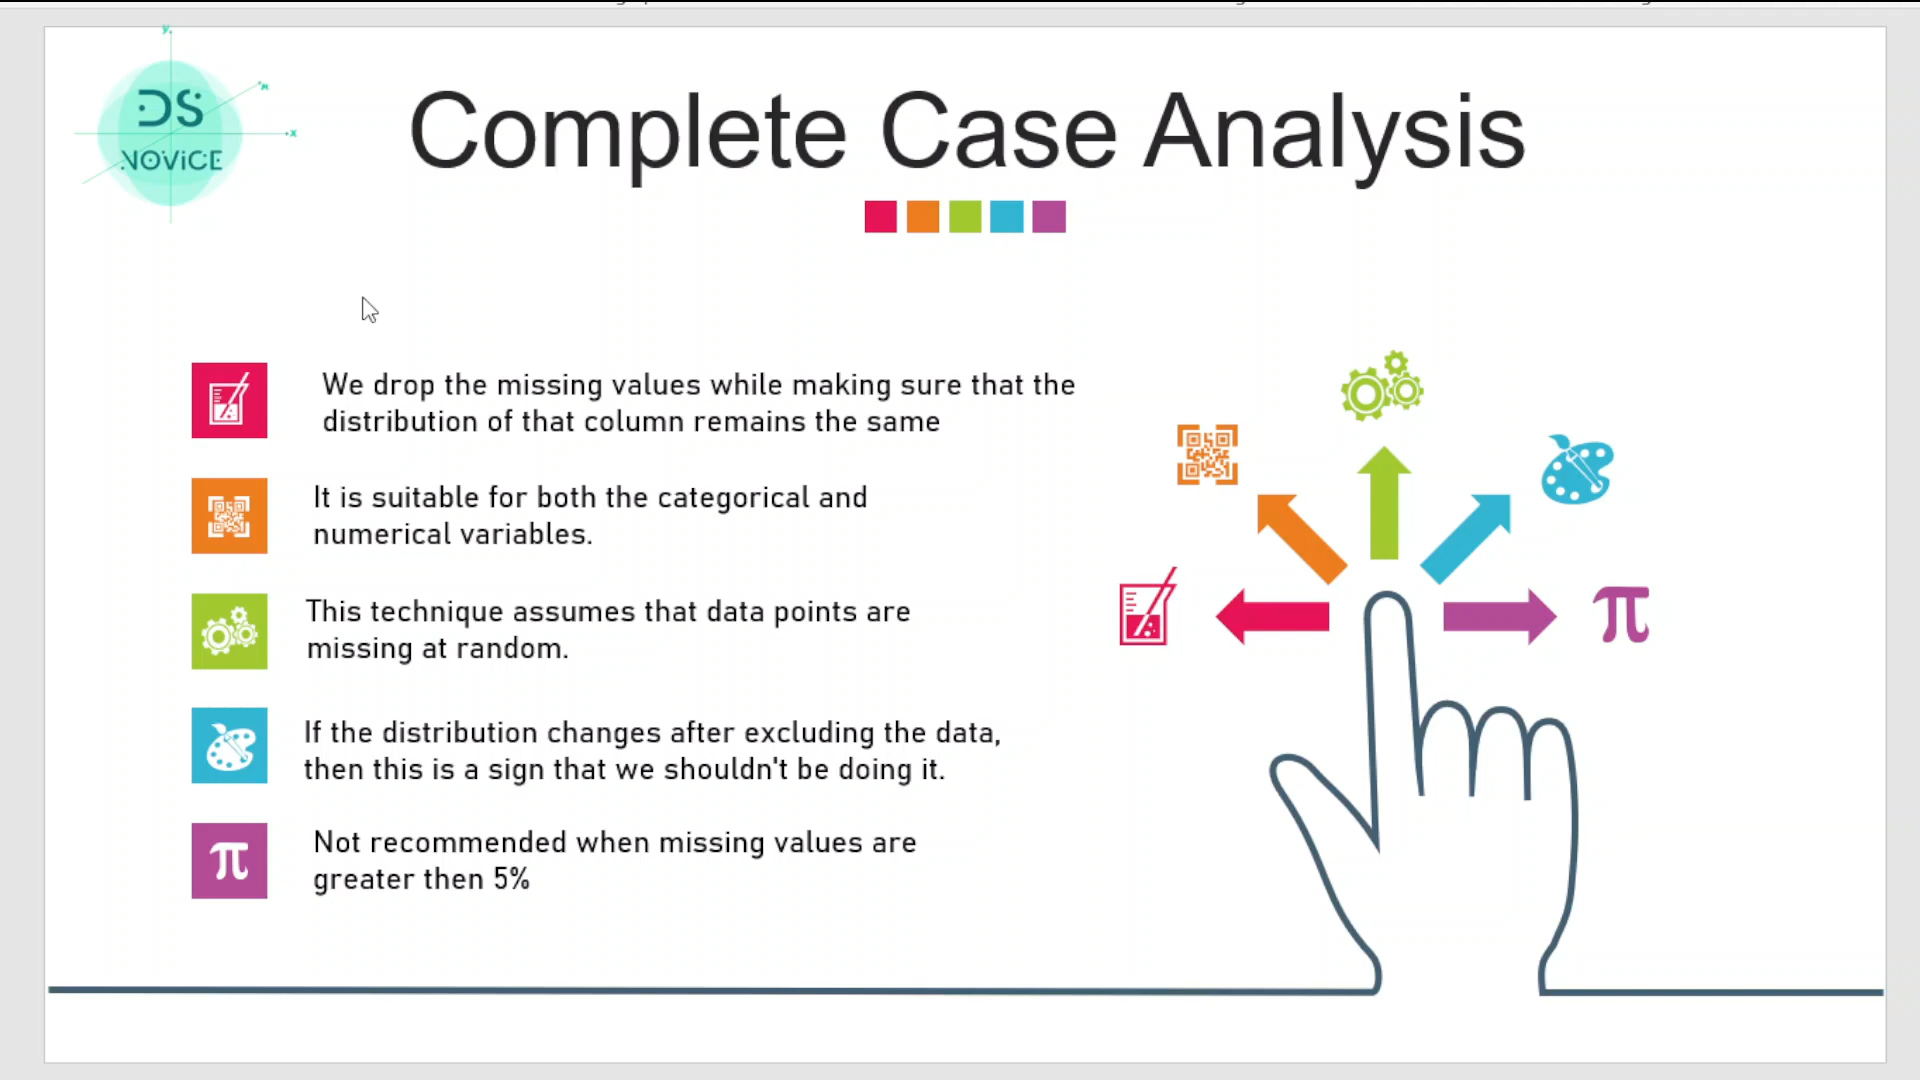 y
DS
x
NOViCE
Complete Case Analysis
We drop the missing values while making sure that the
distribution of that column remains the same
It is suitable for both the categorical and
numerical variables.
This technique assumes that data points are
missing at random.
If the distribution changes after excluding the data,
then this is a sign that we shouldn't be doing it.
Not recommended when missing values are
greater then 5%
π
π